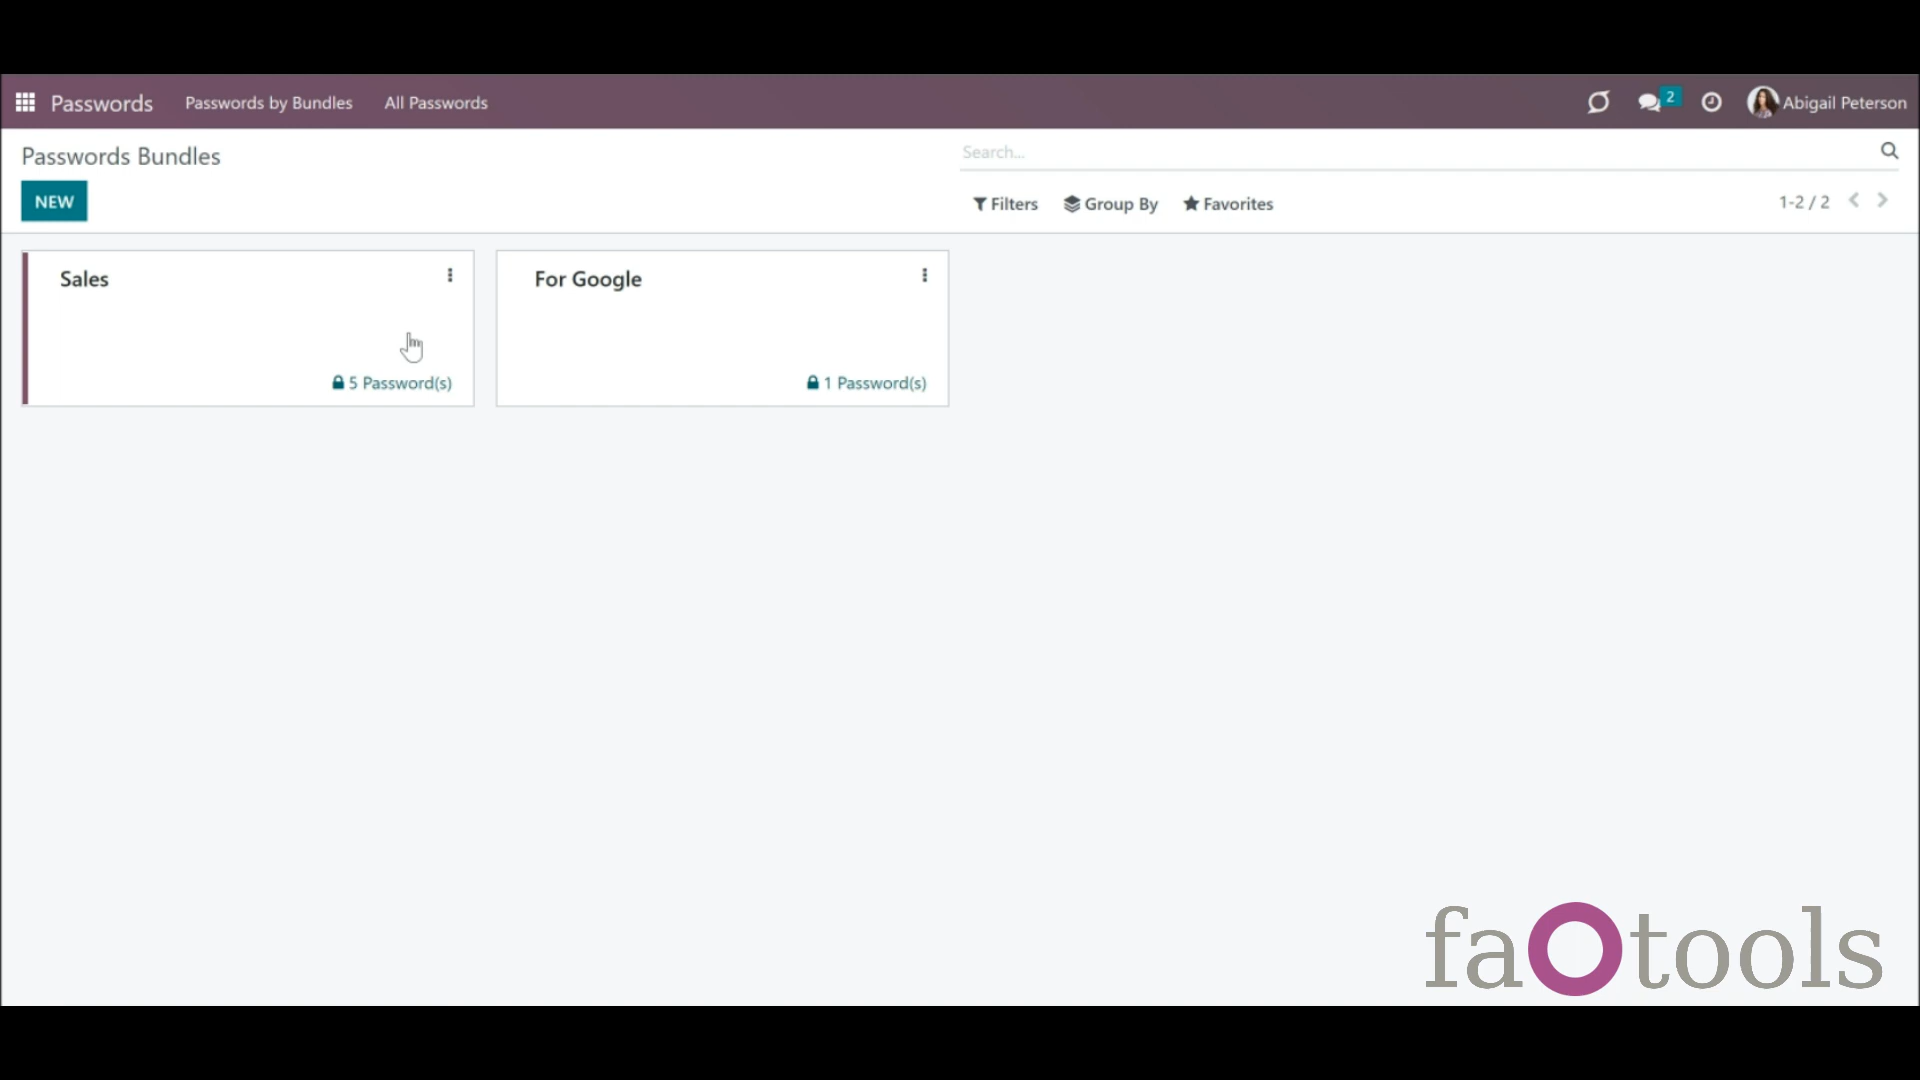 Passwords Passwords by Bundles All Passwords 2 Abigail Peterson
Passwords Bundles Search...
NEW Filters Group By Favorites 1-2 / 2
Sales For Google
5 Password(s) 1 Password(s)
faotools